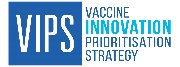 VIPS
VACCINE
INNOVATION
PRIORITISATION
STRATEGY